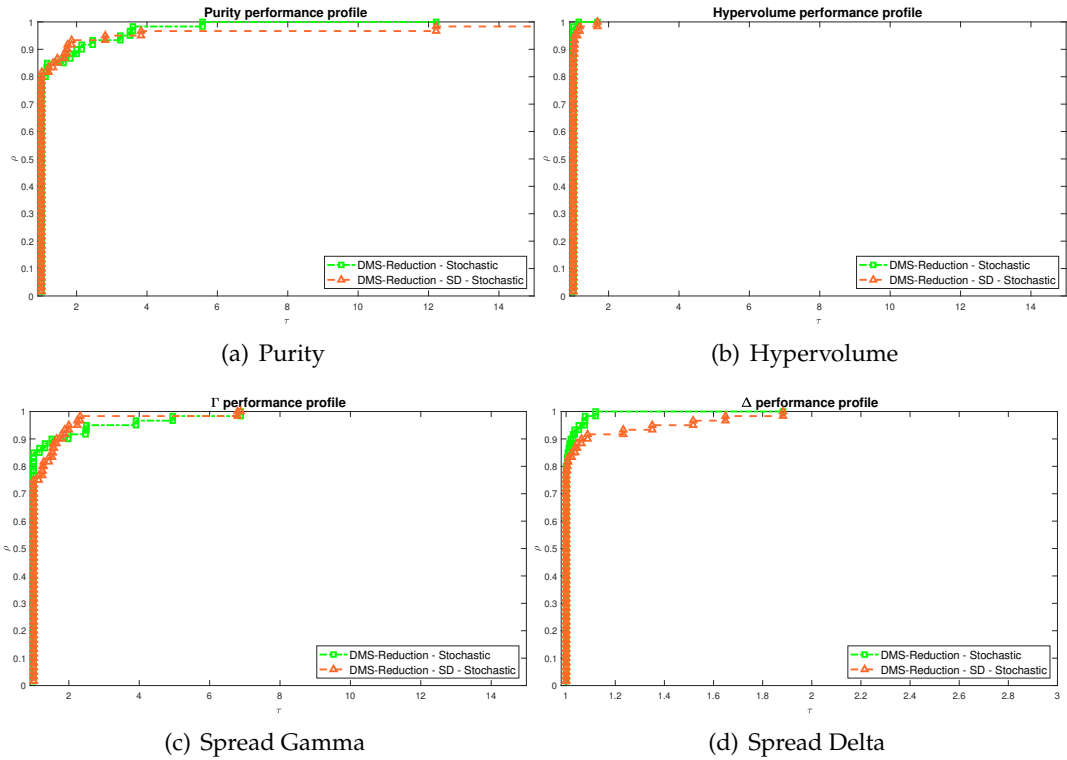 Purity performance profile
1
0.9
0.8
0.7
0.6
0.5
0.4
0.3
0.2
0.1
0
ρ
2 4 6 8 10 12 14
τ
DMS-Reduction - Stochastic
DMS-Reduction - SD - Stochastic
(a) Purity
Hypervolume performance profile
1
0.9
0.8
0.7
0.6
0.5
0.4
0.3
0.2
0.1
0
ρ
2 4 6 8 10 12 14
τ
DMS-Reduction - Stochastic
DMS-Reduction - SD - Stochastic
(b) Hypervolume
Γ performance profile
1
0.9
0.8
0.7
0.6
0.5
0.4
0.3
0.2
0.1
0
ρ
2 4 6 8 10 12 14
τ
DMS-Reduction - Stochastic
DMS-Reduction - SD - Stochastic
(c) Spread Gamma
Δ performance profile
1
0.9
0.8
0.7
0.6
0.5
0.4
0.3
0.2
0.1
0
ρ
1 1.2 1.4 1.6 1.8 2 2.2 2.4 2.6 2.8 3
τ
DMS-Reduction - Stochastic
DMS-Reduction - SD - Stochastic
(d) Spread Delta